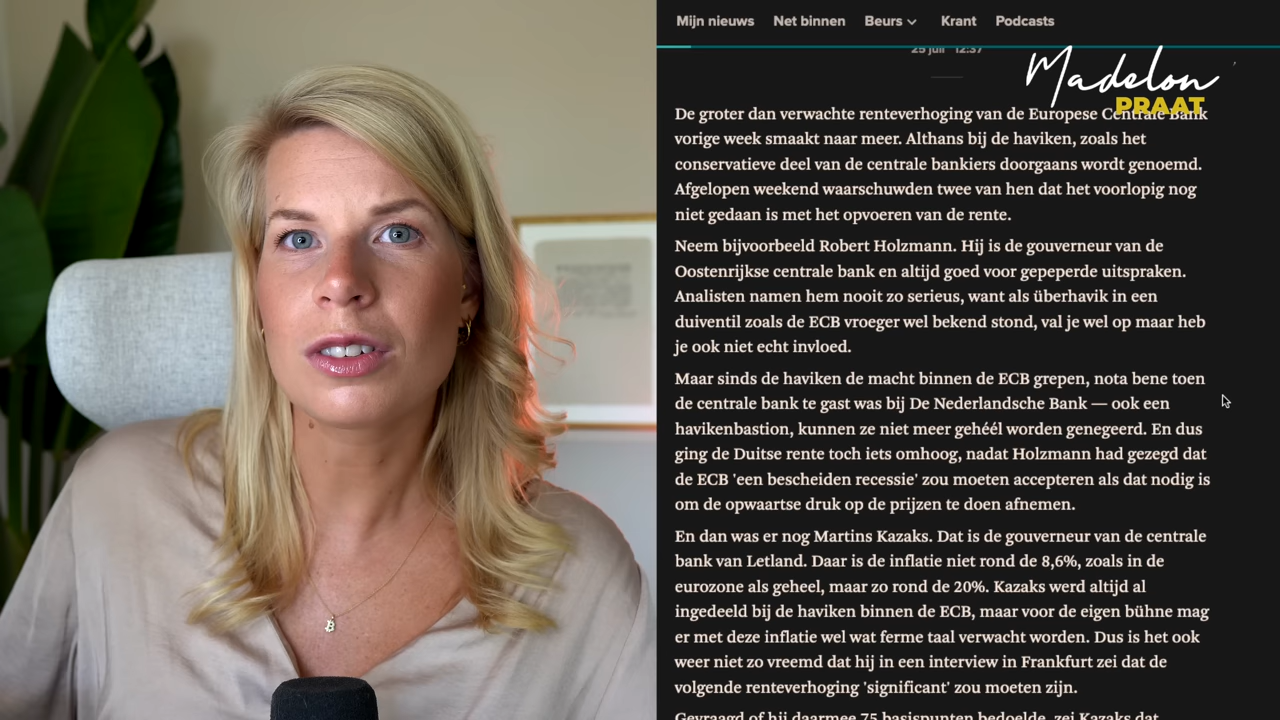 Mijn nieuws Net binnen Beurs Krant Podcasts
25 juli 12:37
Madelon
PRAAT
De groter dan verwachte renteverhoging van de Europese Centrale Bank
vorige week smaakt naar meer. Althans bij de haviken, zoals het
conservatieve deel van de centrale bankiers doorgaans wordt genoemd.
Afgelopen weekend waarschuwden twee van hen dat het voorlopig nog
niet gedaan is met het opvoeren van de rente.
Neem bijvoorbeeld Robert Holzmann. Hij is de gouverneur van de
Oostenrijkse centrale bank en altijd goed voor gepeperde uitspraken.
Analisten namen hem nooit zo serieus, want als überhavik in een
duiventil zoals de ECB vroeger wel bekend stond, val je wel op maar heb
je ook niet echt invloed.
Maar sinds de haviken de macht binnen de ECB grepen, nota bene toen
de centrale bank te gast was bij De Nederlandsche Bank — ook een
havikenbastion, kunnen ze niet meer gehéél worden genegeerd. En dus
ging de Duitse rente toch iets omhoog, nadat Holzmann had gezegd dat
de ECB 'een bescheiden recessie' zou moeten accepteren als dat nodig is
om de opwaartse druk op de prijzen te doen afnemen.
En dan was er nog Martins Kazaks. Dat is de gouverneur van de centrale
bank van Letland. Daar is de inflatie niet rond de 8,6%, zoals in de
eurozone als geheel, maar zo rond de 20%. Kazaks werd altijd al
ingedeeld bij de haviken binnen de ECB, maar voor de eigen bühne mag
er met deze inflatie wel wat ferme taal verwacht worden. Dus is het ook
weer niet zo vreemd dat hij in een interview in Frankfurt zei dat de
volgende renteverhoging 'significant' zou moeten zijn.
Gevraagd of hij daarmee 75 basispunten bedoelde, zei Kazaks dat